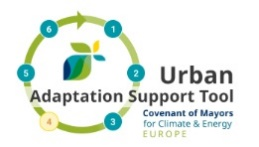 6
1
5
2
4
3
Urban
Adaptation Support Tool
Covenant of Mayors
for Climate & Energy
EUROPE